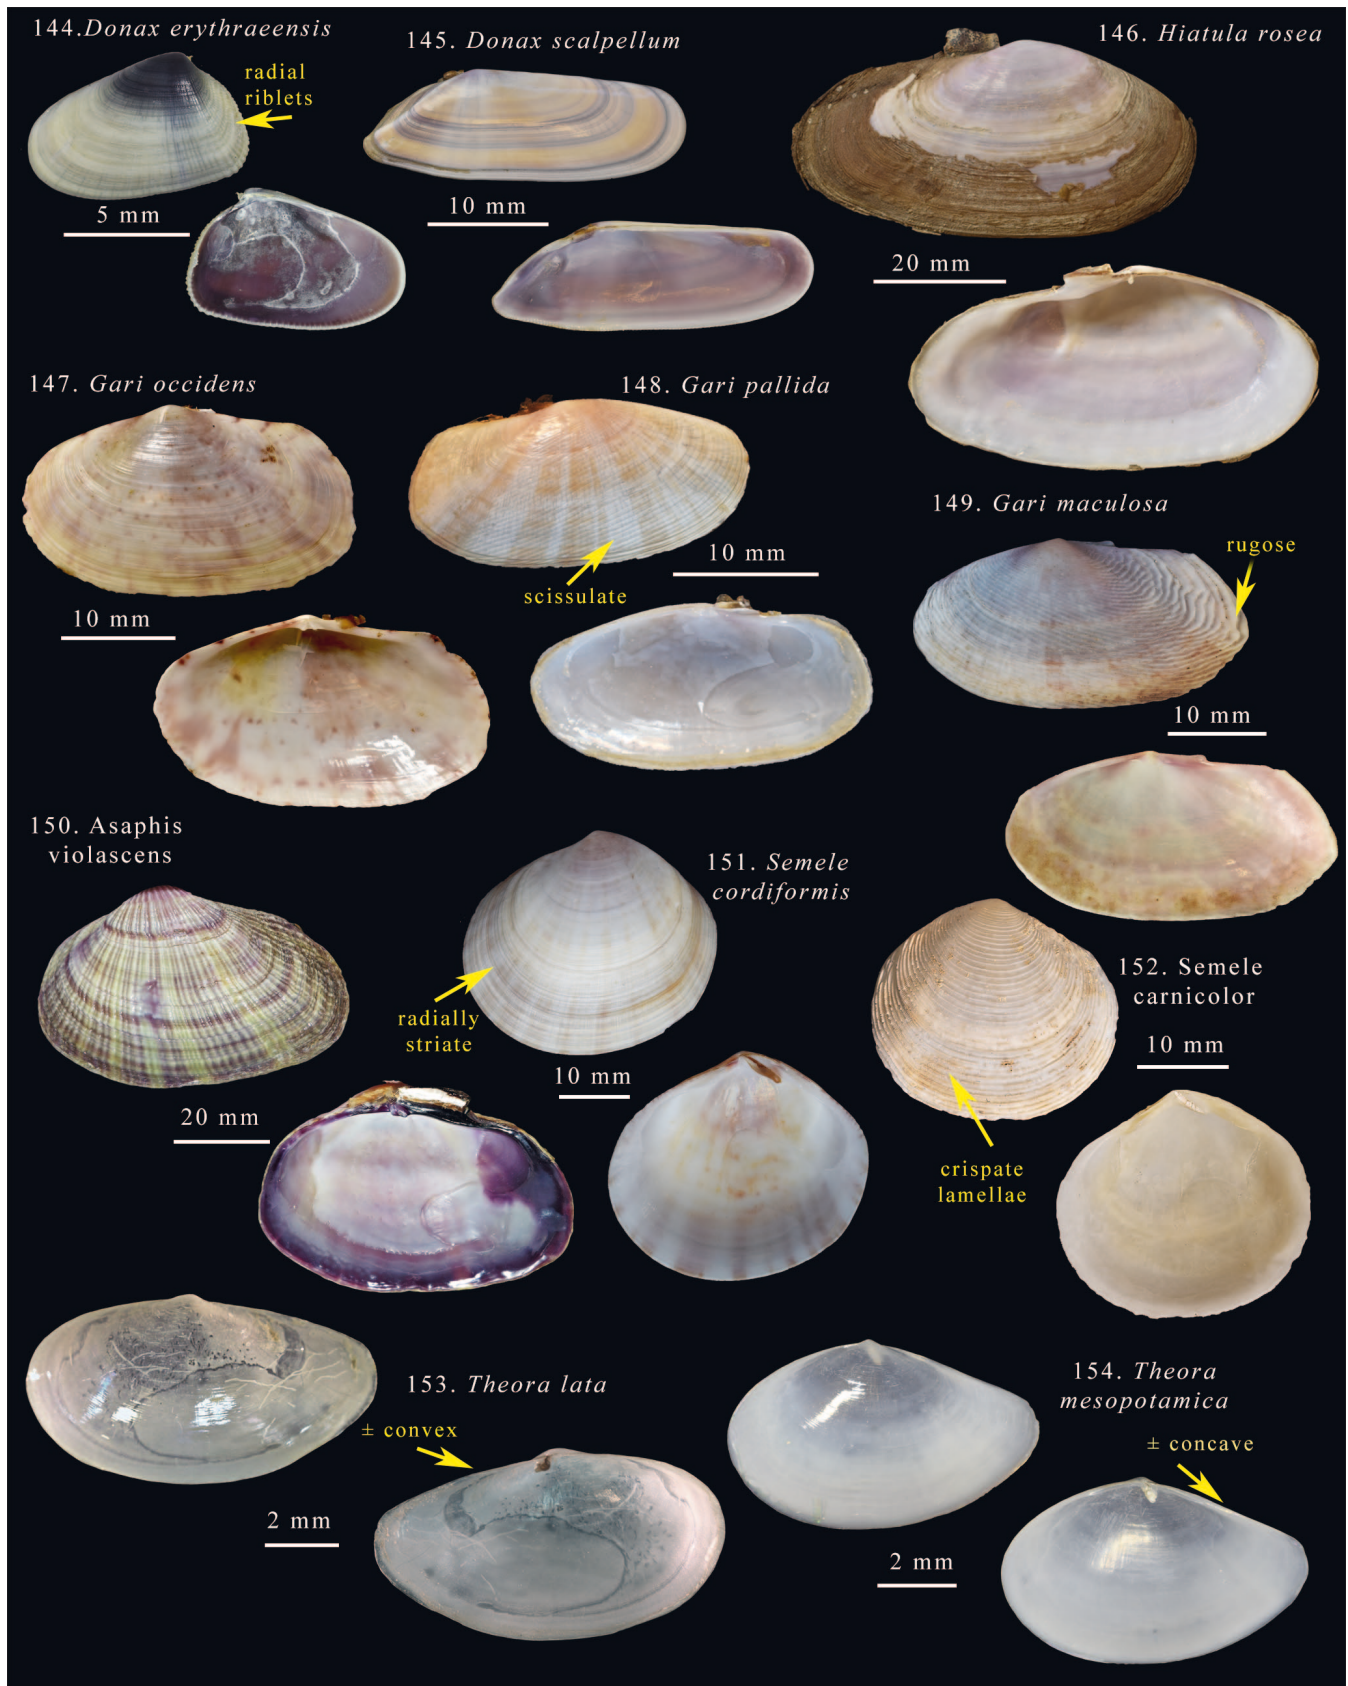 144.Donax erythraeensis
radial
riblets
5 mm
145. Donax scalpellum
10 mm
146. Hiatula rosea
20 mm
147. Gari occidens
10 mm
148. Gari pallida
scissulate
10 mm
149. Gari maculosa
rugose
10 mm
150. Asaphis
violascens
20 mm
151. Semele
cordiformis
radially
striate
10 mm
152. Semele
carnicolor
10 mm
crispate
lamellae
153. Theora lata
± convex
2 mm
154. Theora
mesopotamica
± concave
2 mm